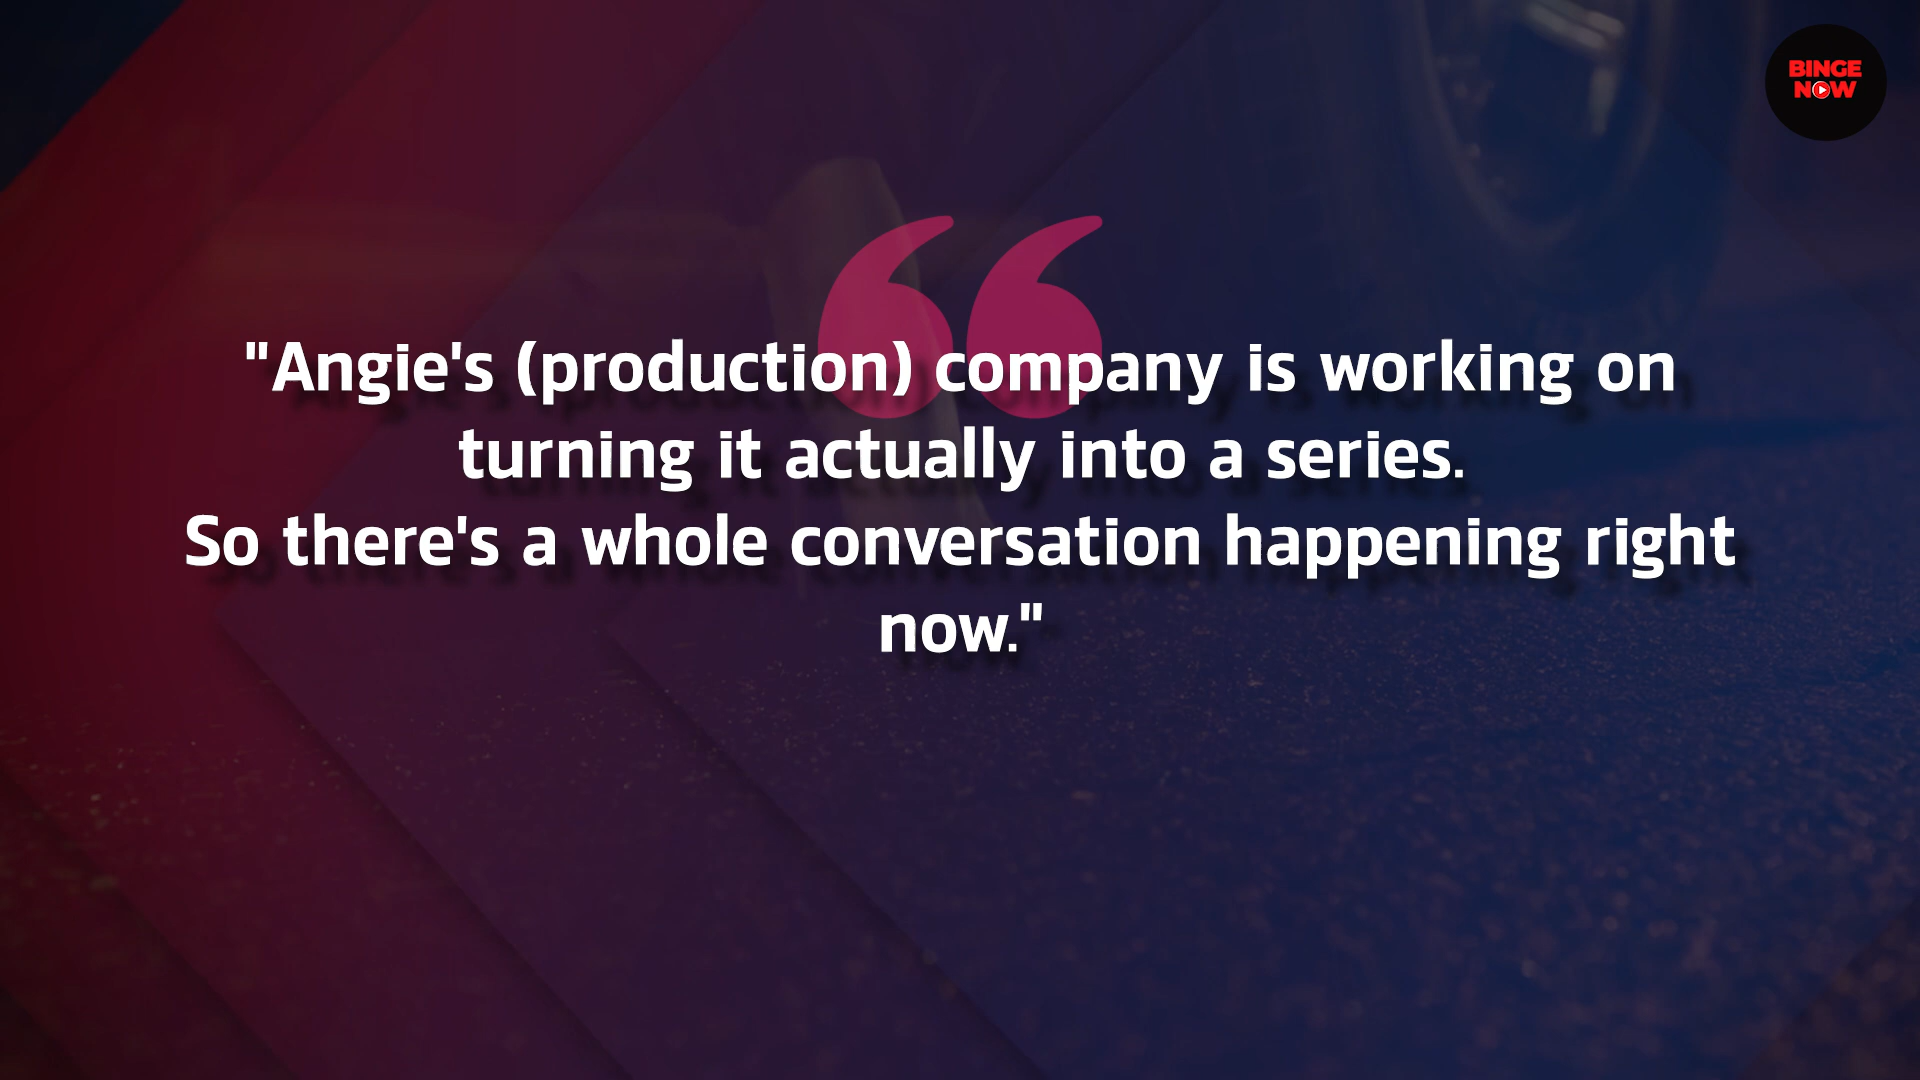 BINGE
NOW
"Angie's (production) company is working on
turning it actually into a series.
So there's a whole conversation happening right
now."